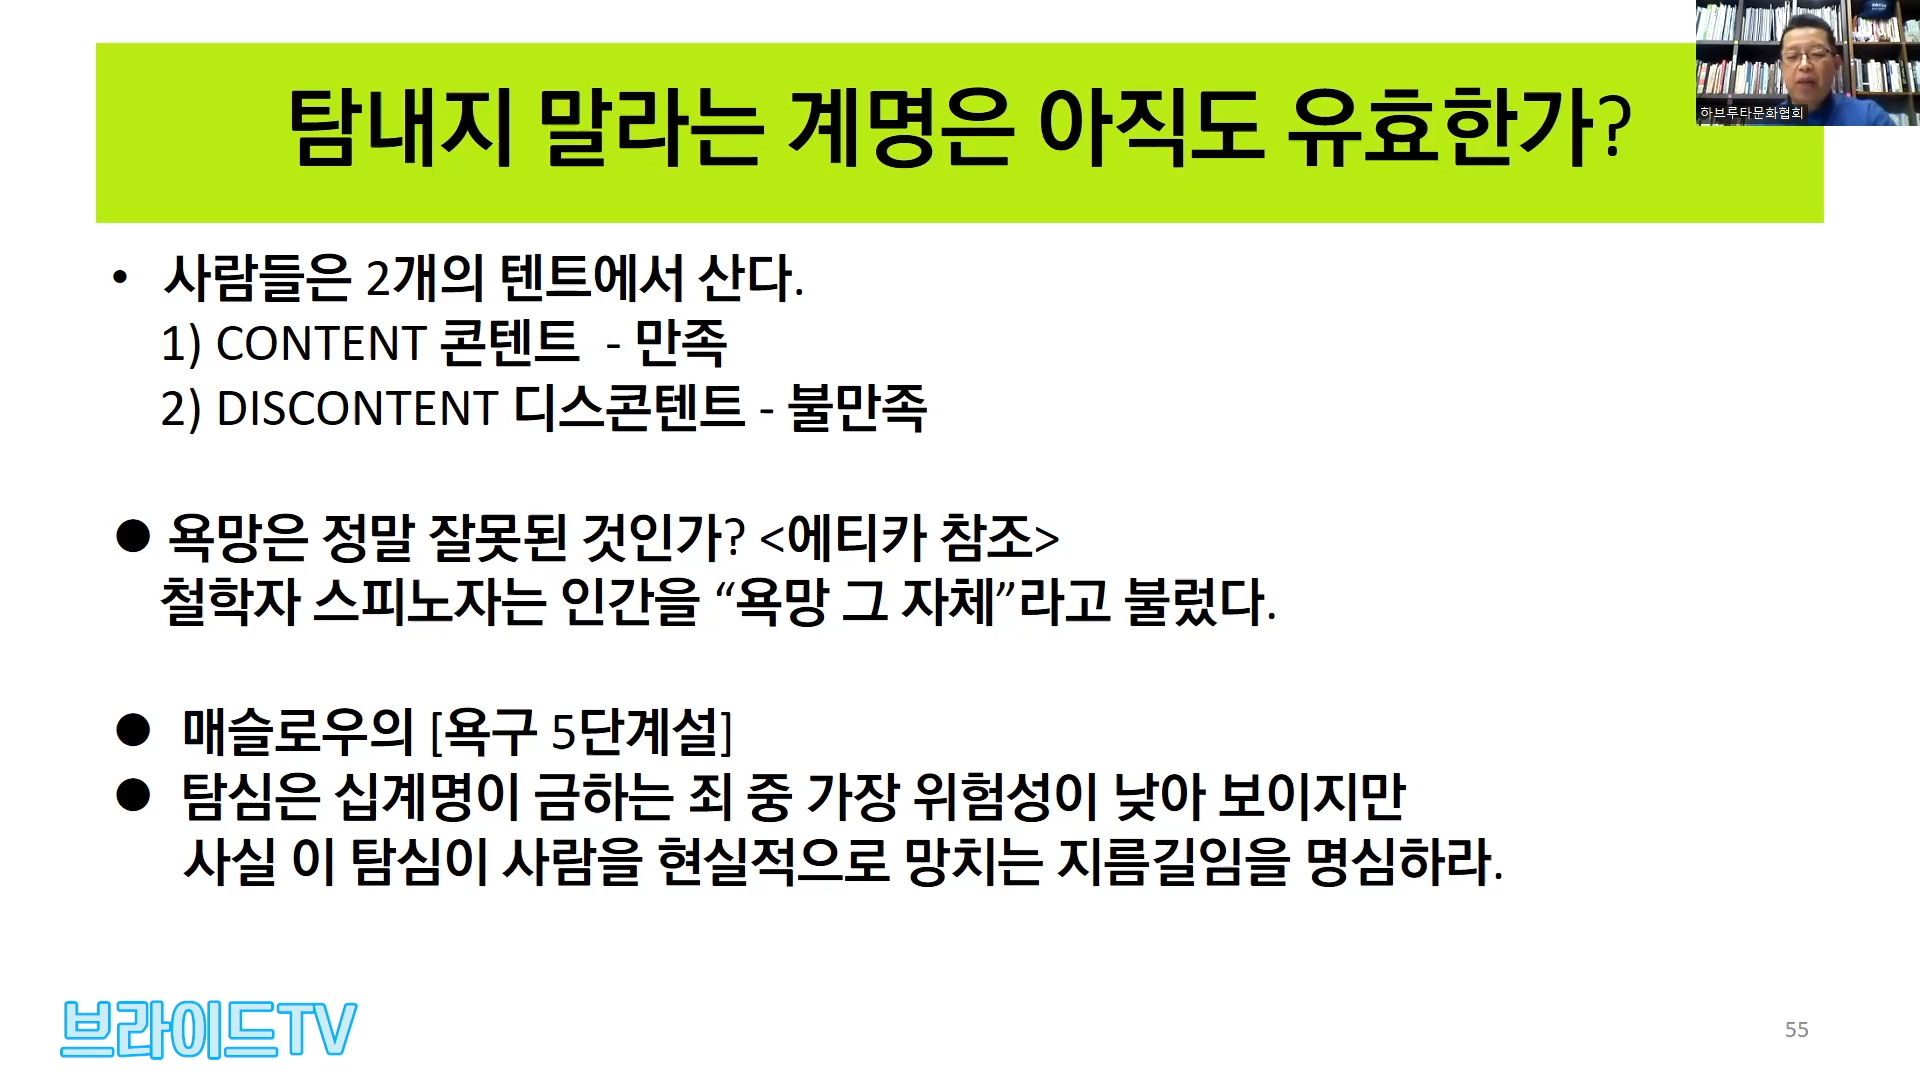 탐내지 말라는 계명은 아직도 유효한가?
하브루타문화협회
• 사람들은 2개의 텐트에서 산다.
1) CONTENT 콘텐트 - 만족
2) DISCONTENT 디스콘텐트 - 불만족
● 욕망은 정말 잘못된 것인가? <에티카 참조>
철학자 스피노자는 인간을 “욕망 그 자체”라고 불렀다.
● 매슬로우의 [욕구 5단계설]
● 탐심은 십계명이 금하는 죄 중 가장 위험성이 낮아 보이지만
사실 이 탐심이 사람을 현실적으로 망치는 지름길임을 명심하라.
브라이드TV
55